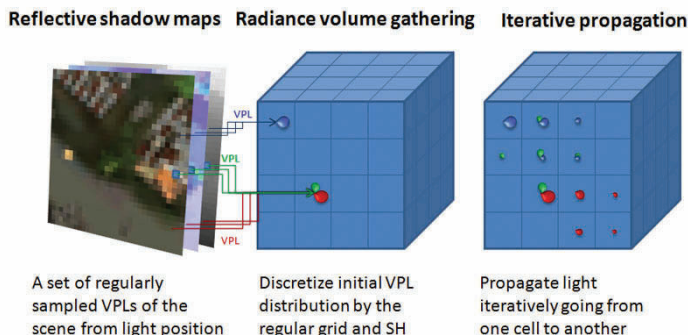 Reflective shadow maps
Radiance volume gathering
Iterative propagation
VPL
VPL
VPL
A set of regularly
sampled VPLs of the
scene from light position
Discretize initial VPL
distribution by the
regular grid and SH
Propagate light
iteratively going from
one cell to another